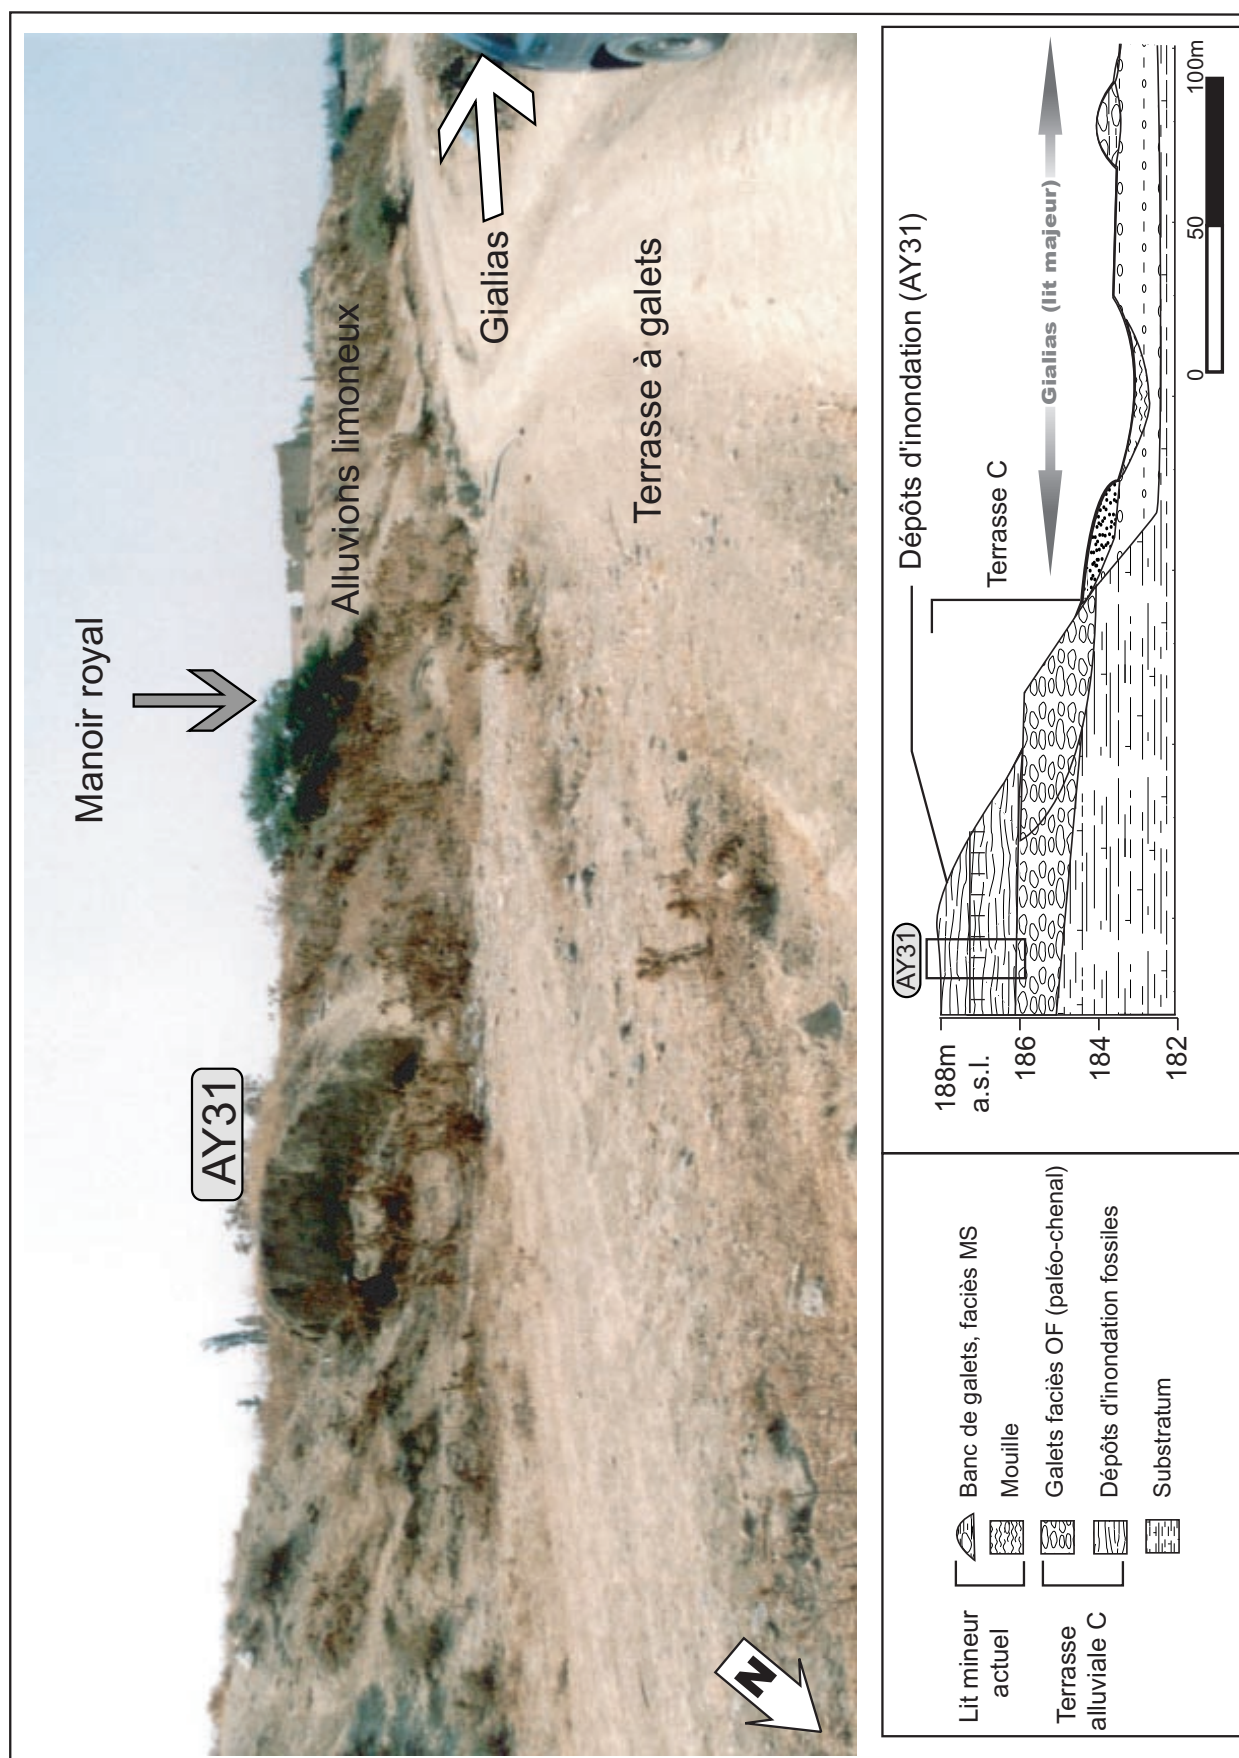 Manoir royal
AY31
Alluvions limoneux
Gialias
Terrasse à galets
N
Lit mineur
actuel
Banc de galets, faciès MS
Mouille
Terrasse
alluviale C
Galets faciès OF (paléo-chenal)
Dépôts d'inondation fossiles
Substratum
AY31
Dépôts d'inondation (AY31)
Terrasse C
Gialias (lit majeur)
188m
a.s.l.
186
184
182
0
50
100m